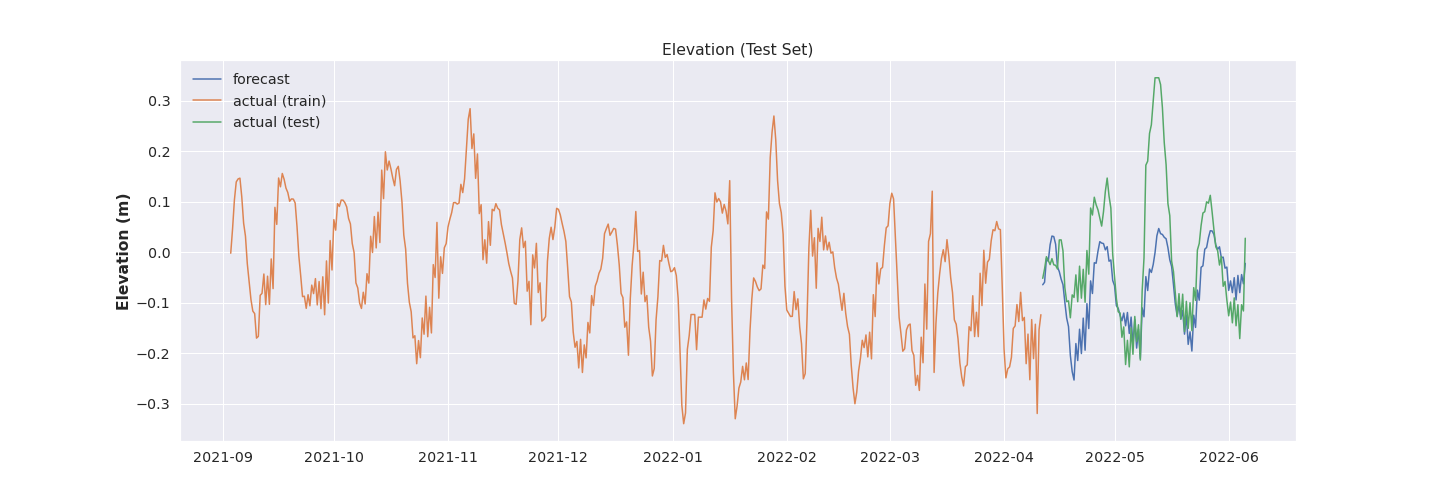 Elevation (Test Set)
forecast
actual (train)
actual (test)
Elevation (m)
0.3
0.2
0.1
0.0
−0.1
−0.2
−0.3
2021-09 2021-10 2021-11 2021-12 2022-01 2022-02 2022-03 2022-04 2022-05 2022-06